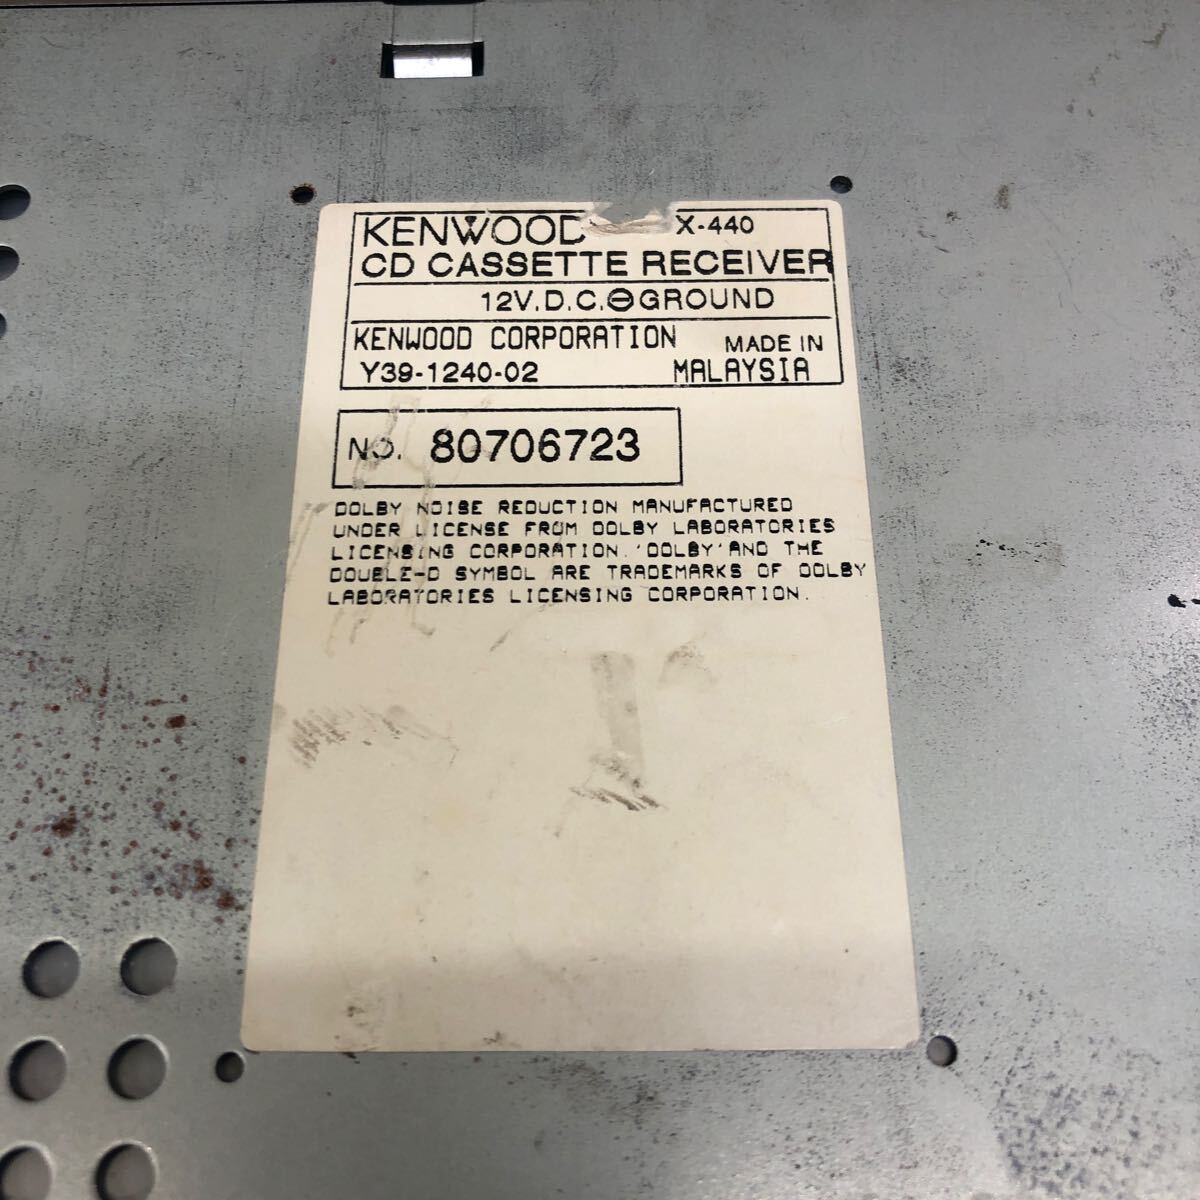 KENWOOD X-440
CD CASSETTE RECEIVER
12V.D.C.⊖GROUND
KENWOOD CORPORATION MADE IN
Y39-1240-02 MALAYSIA
NO. 80706723
DOLBY NOISE REDUCTION MANUFACTURED
UNDER LICENSE FROM DOLBY LABORATORIES
LICENSING CORPORATION. 'DOLBY' AND THE
DOUBLE-D SYMBOL ARE TRADEMARKS OF DOLBY
LABORATORIES LICENSING CORPORATION.